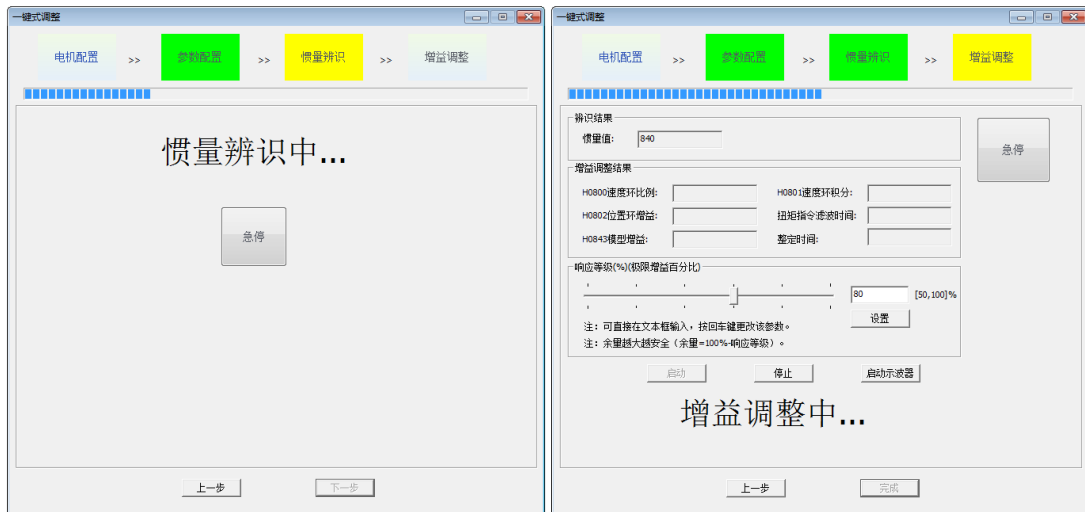 一键式调整
电机配置 >> 参数配置 >> 惯量辨识 >> 增益调整
惯量辨识中...
急停
上一步 下一步
一键式调整
电机配置 >> 参数配置 >> 惯量辨识 >> 增益调整
辨识结果
惯量值: 840
急停
增益调整结果
H0800速度环比例: H0801速度环积分:
H0802位置环增益: 扭矩指令滤波时间:
H0843模型增益: 整定时间:
响应等级(%)(极限增益百分比)
80 [50,100]%
设置
注: 可直接在文本框输入，按回车键更改该参数。
注: 余量越大越安全（余量=100%-响应等级）。
启动 停止 启动示波器
增益调整中...
上一步 完成